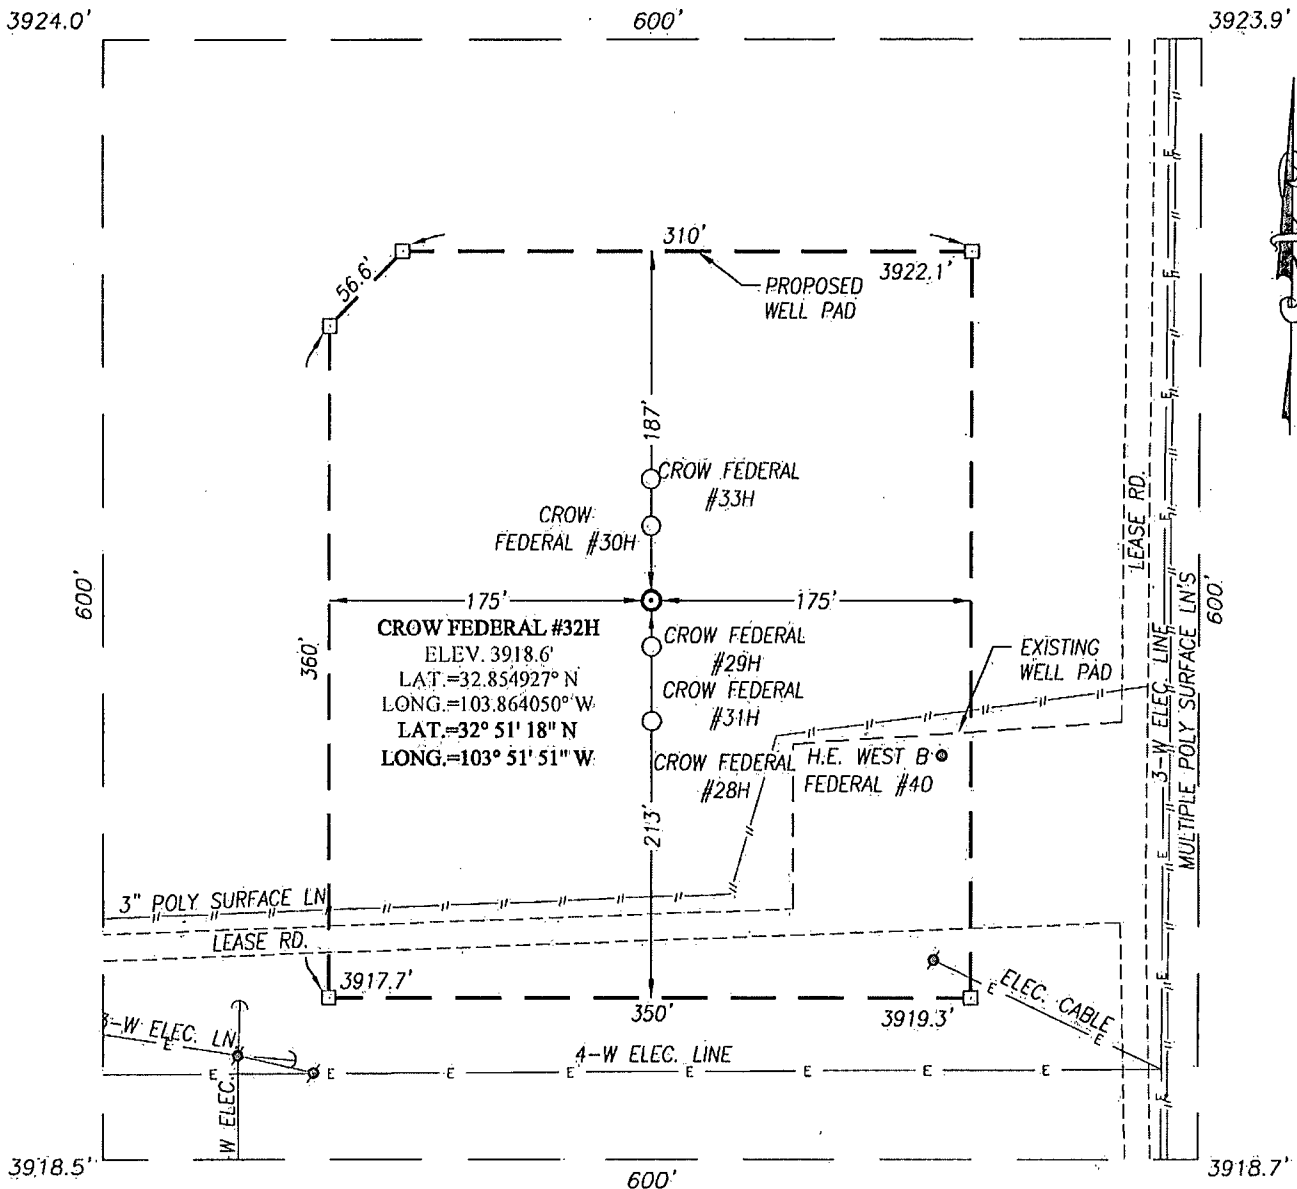 3924.0'
600'
3923.9'
310'
3922.1'
PROPOSED
WELL PAD
56.6'
187'
CROW FEDERAL
#33H
CROW
FEDERAL #30H
LEASE RD.
600'
175'
175'
CROW FEDERAL #32H
ELEV. 3918.6'
LAT.=32.854927° N
LONG.=103.864050° W
LAT.=32° 51' 18" N
LONG.=103° 51' 51" W
360'
CROW FEDERAL
#29H
CROW FEDERAL
#31H
CROW FEDERAL
#28H
EXISTING
WELL PAD
H.E. WEST B
FEDERAL #40
3-W ELEC. LINE
MULTIPLE POLY SURFACE LN'S
600'
213'
3" POLY SURFACE LN
LEASE RD.
3917.7'
350'
3919.3'
ELEC. CABLE
E
E
3-W ELEC. LN
E
4-W ELEC. LINE
E E E E E E E E
W ELEC.
E
E
E
E
E
E
E
E
E
E
3918.5'
600'
3918.7'